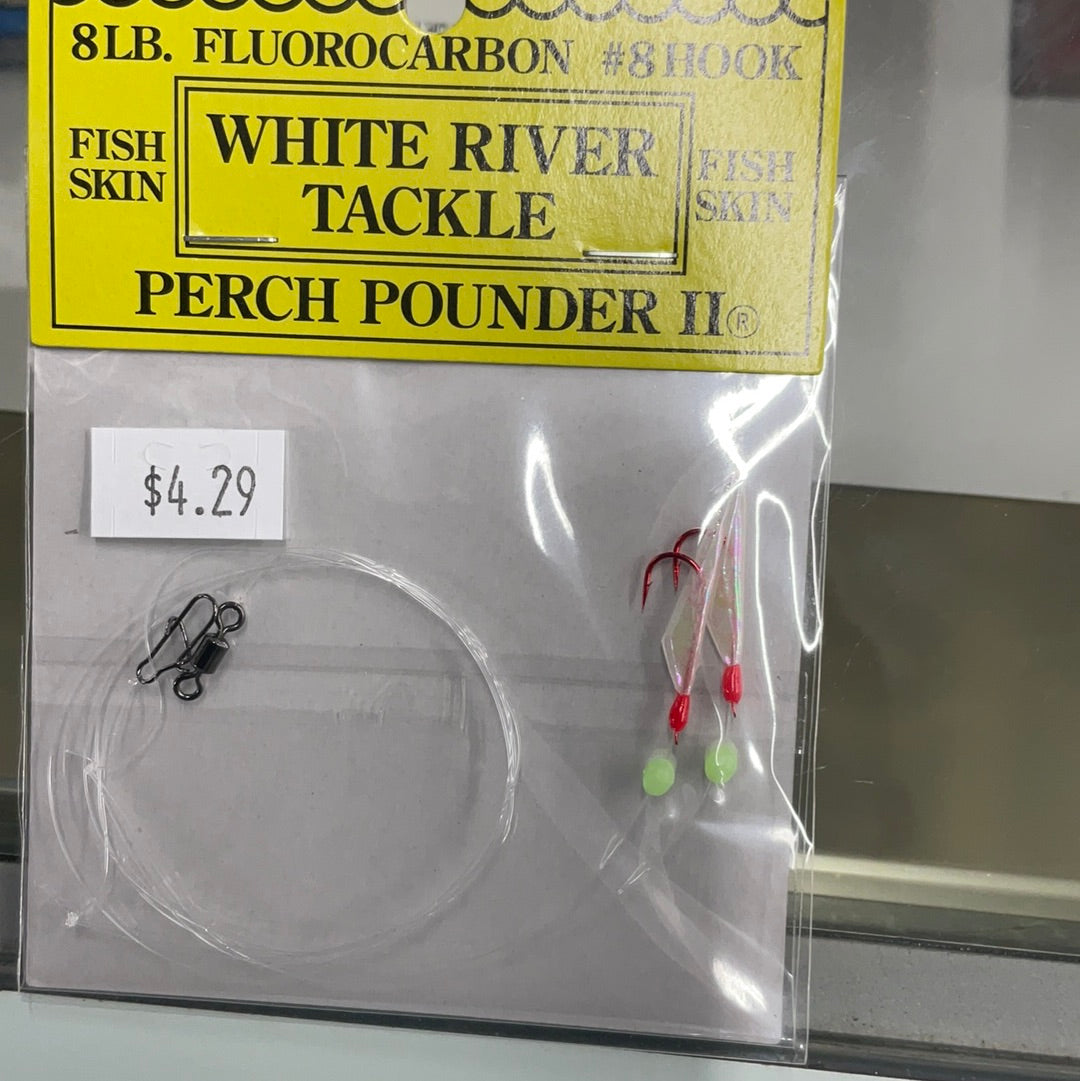 8LB. FLUOROCARBON #8 HOOK
FISH SKIN
WHITE RIVER
TACKLE
FISH SKIN
PERCH POUNDER II®
$4.29